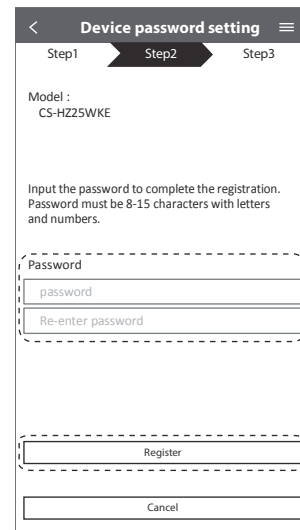 Device password setting
Step1 Step2 Step3
Model :
CS-HZ25WKE
Input the password to complete the registration.
Password must be 8-15 characters with letters
and numbers.
Password
password
Re-enter password
Register
Cancel